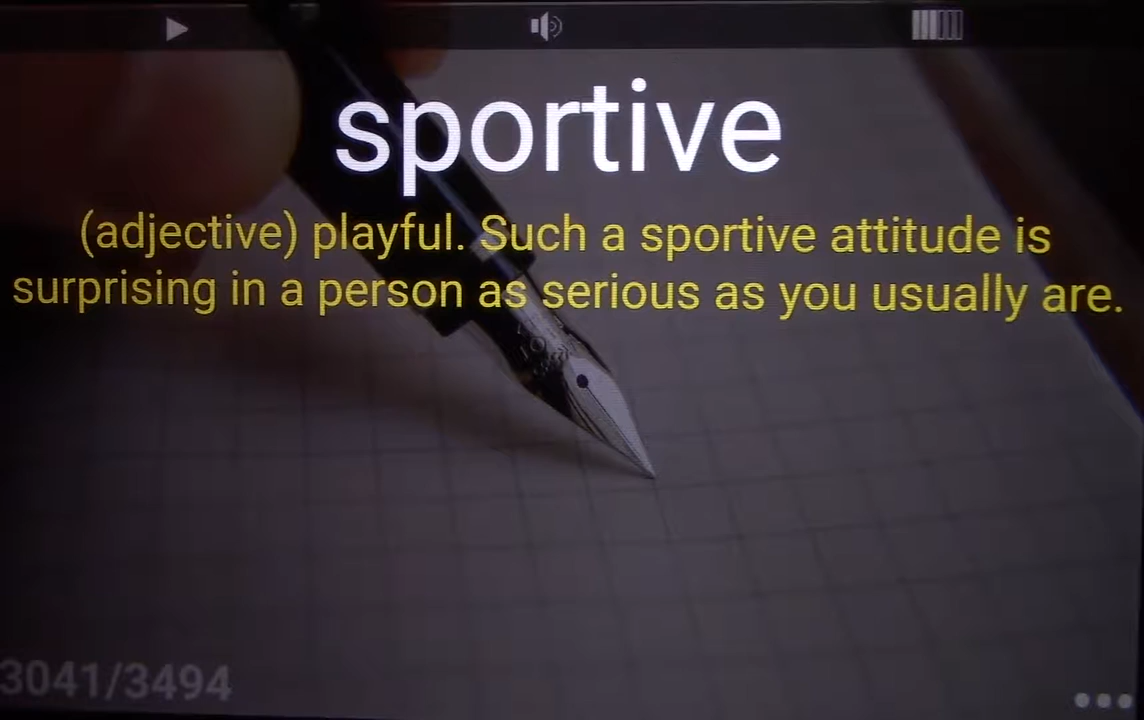 sportive
(adjective) playful. Such a sportive attitude is
surprising in a person as serious as you usually are.
3041/3494